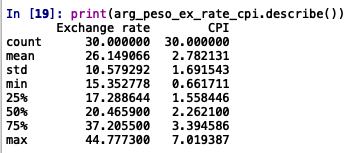 In [19]: print(arg_peso_ex_rate_cpi.describe())
Exchange rate CPI
count 30.000000 30.000000
mean 26.149066 2.782131
std 10.579292 1.691543
min 15.352778 0.661711
25% 17.288644 1.558446
50% 20.465900 2.262100
75% 37.205500 3.394586
max 44.777300 7.019387